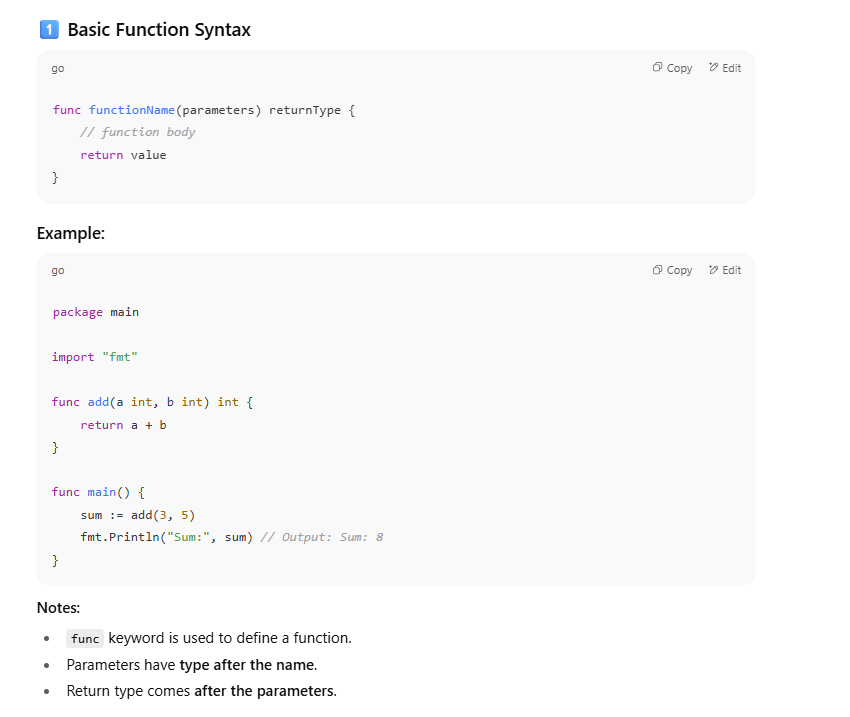 1 Basic Function Syntax
go Copy Edit
func functionName(parameters) returnType {
    // function body
    return value
}
Example:
go Copy Edit
package main
import "fmt"
func add(a int, b int) int {
    return a + b
}
func main() {
    sum := add(3, 5)
    fmt.Println("Sum:", sum) // Output: Sum: 8
}
Notes:
• func keyword is used to define a function.
• Parameters have type after the name.
• Return type comes after the parameters.